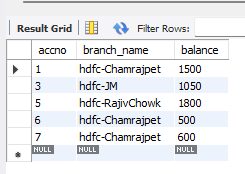 Result Grid Filter Rows:
accno branch_name balance
1 hdfc-Chamrajpet 1500
3 hdfc-JM 1050
5 hdfc-RajivChowk 1800
6 hdfc-Chamrajpet 500
7 hdfc-Chamrajpet 600
NULL NULL NULL